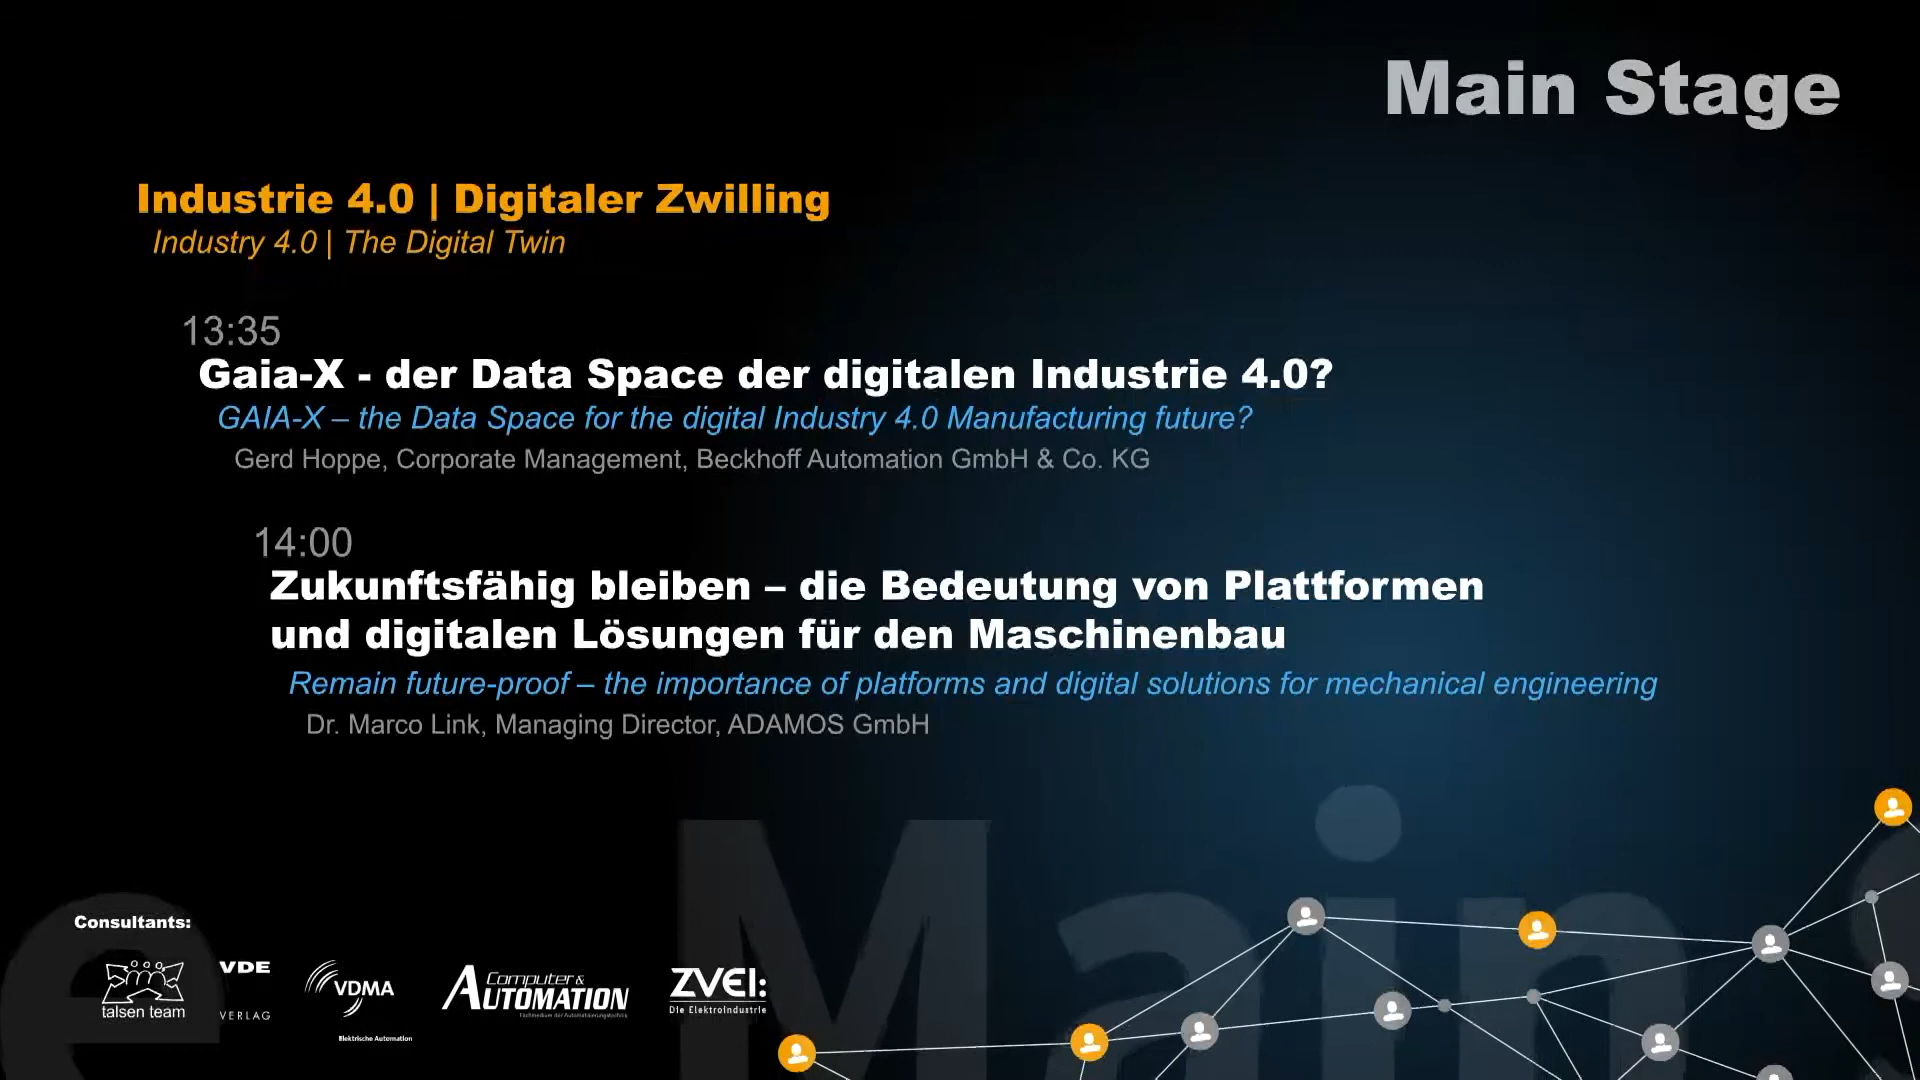 Main Stage
Industrie 4.0 | Digitaler Zwilling
Industry 4.0 | The Digital Twin
13:35
Gaia-X - der Data Space der digitalen Industrie 4.0?
GAIA-X – the Data Space for the digital Industry 4.0 Manufacturing future?
Gerd Hoppe, Corporate Management, Beckhoff Automation GmbH & Co. KG
14:00
Zukunftsfähig bleiben – die Bedeutung von Plattformen
und digitalen Lösungen für den Maschinenbau
Remain future-proof – the importance of platforms and digital solutions for mechanical engineering
Dr. Marco Link, Managing Director, ADAMOS GmbH
e Main S
Consultants:
talsen team
VDE
VERLAG
VDMA
Elektrische Automation
Computer &
AUTOMATION
Fachmedium der Automatisierungstechnik
ZVEI:
Die Elektroindustrie